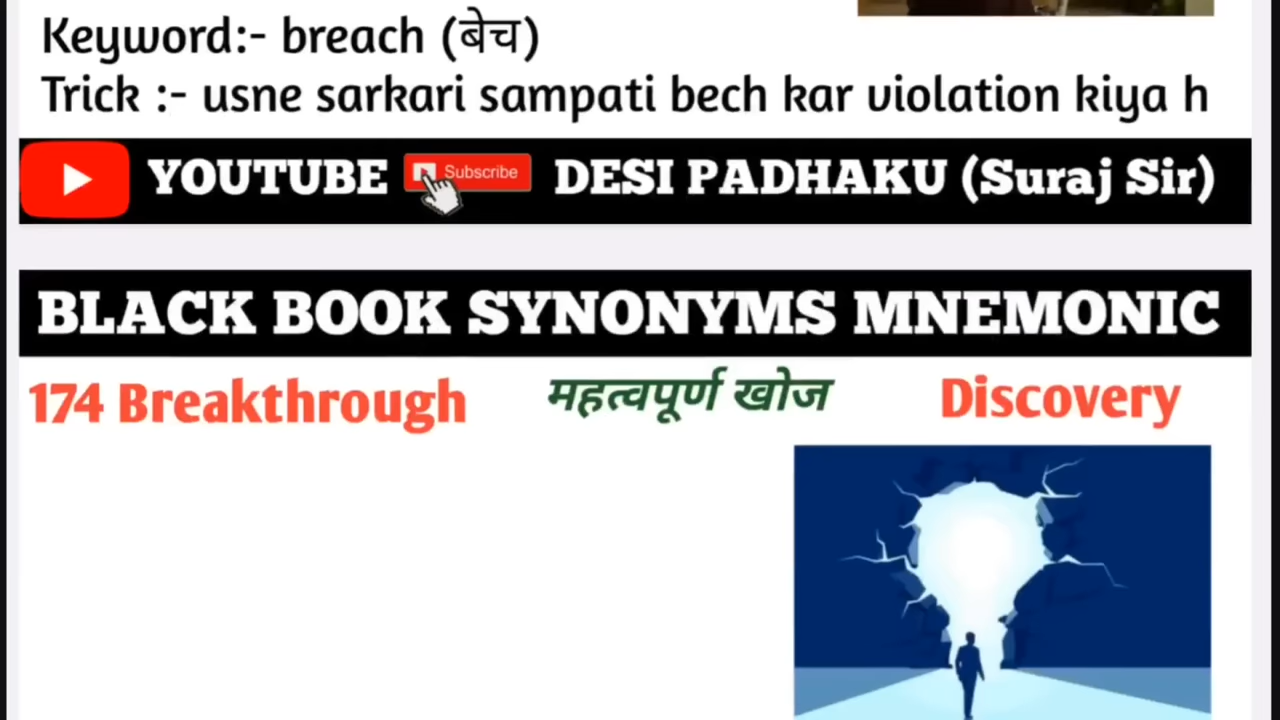 Keyword:- breach (बेच)
Trick :- usne sarkari sampati bech kar violation kiya h
YOUTUBE Subscribe DESI PADHAKU (Suraj Sir)
BLACK BOOK SYNONYMS MNEMONIC
174 Breakthrough महत्वपूर्ण खोज Discovery